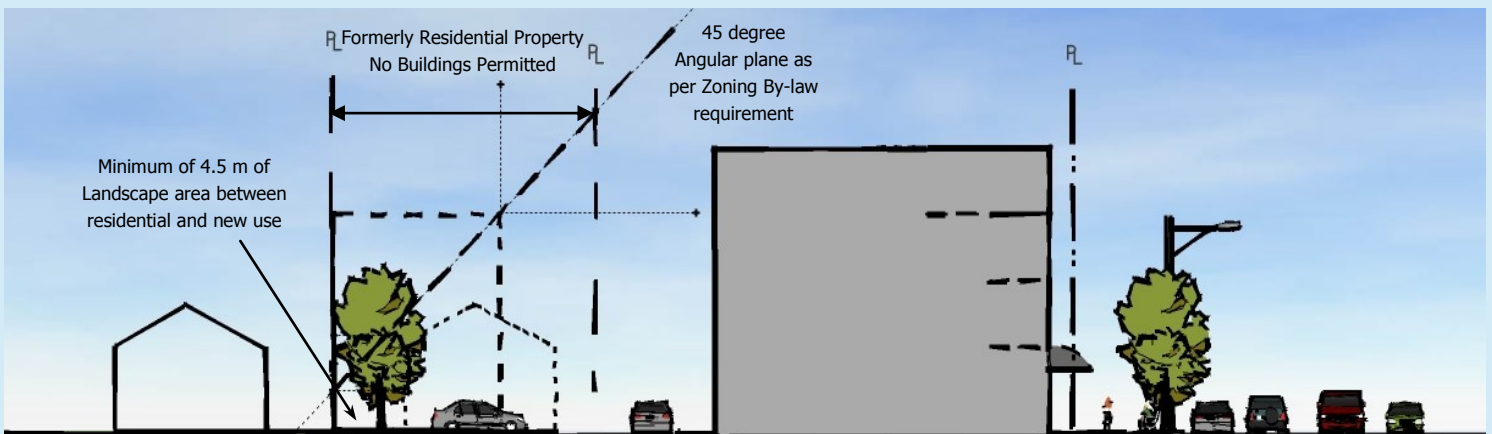 PL
Formerly Residential Property
No Buildings Permitted
PL
45 degree
Angular plane as
per Zoning By-law
requirement
PL
Minimum of 4.5 m of
Landscape area between
residential and new use